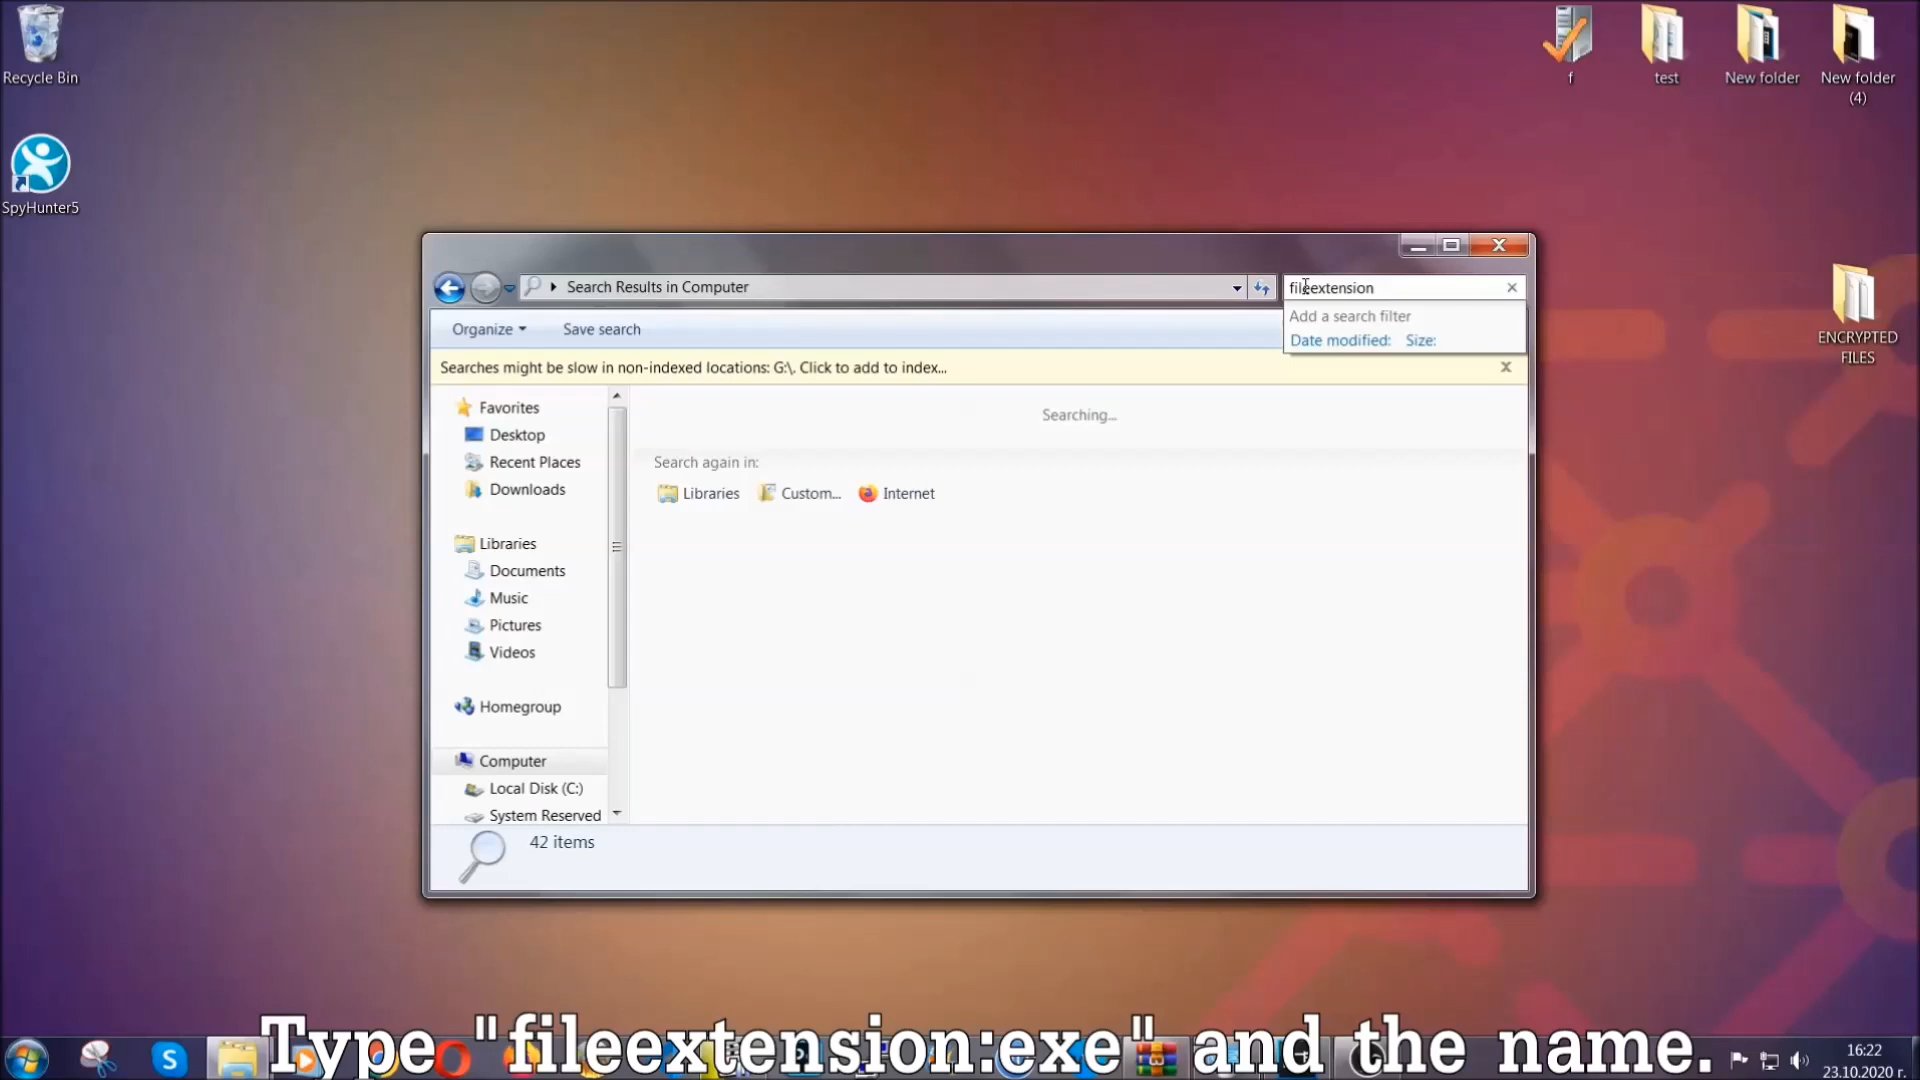 Recycle Bin
SpyHunter5
f
test
New folder
New folder
(4)
ENCRYPTED
FILES
Search Results in Computer
fileextension
Add a search filter
Date modified: Size:
Organize
Save search
Searches might be slow in non-indexed locations: G:\. Click to add to index...
Favorites
Desktop
Recent Places
Downloads
Libraries
Documents
Music
Pictures
Videos
Homegroup
Computer
Local Disk (C:)
System Reserved
Searching...
Search again in:
Libraries
Custom...
Internet
42 items
Type "fileextension:exe" and the name.
16:22
23.10.2020 г.